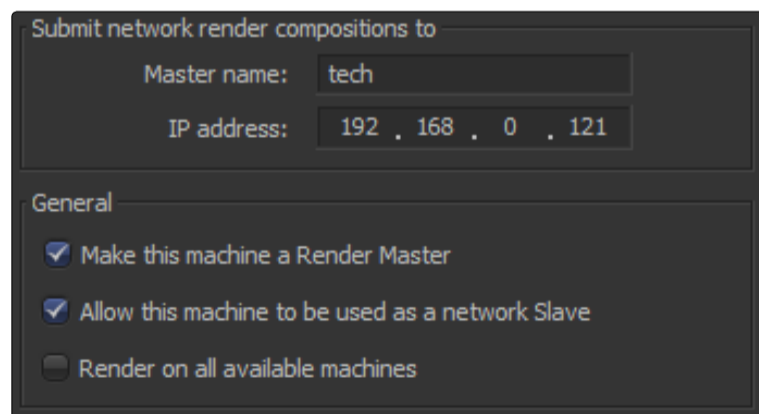 Submit network render compositions to
Master name: tech
IP address: 192 . 168 . 0 . 121
General
Make this machine a Render Master
Allow this machine to be used as a network Slave
Render on all available machines